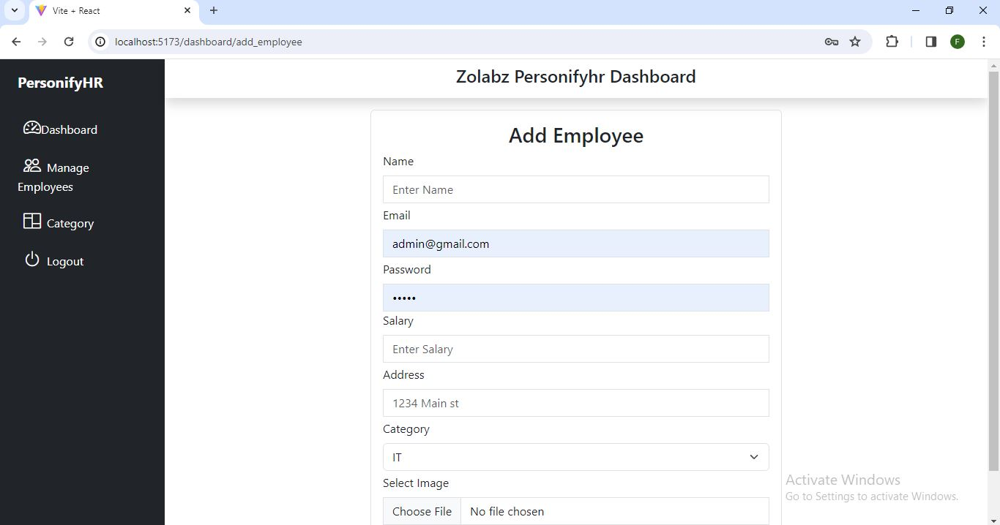 Vite + React
localhost:5173/dashboard/add_employee
F
PersonifyHR
Zolabz Personifyhr Dashboard
Dashboard
Manage
Employees
Category
Logout
Add Employee
Name
Enter Name
Email
admin@gmail.com
Password
•••••
Salary
Enter Salary
Address
1234 Main st
Category
IT
Select Image
Choose File No file chosen
Activate Windows
Go to Settings to activate Windows.